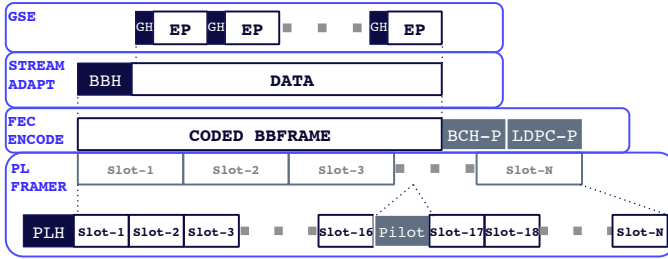 GSE
GH EP GH EP GH EP
STREAM
ADAPT
BBH DATA
FEC
ENCODE
CODED BBFRAME BCH-P LDPC-P
PL
FRAMER
Slot-1 Slot-2 Slot-3 Slot-N
PLH Slot-1 Slot-2 Slot-3 Slot-16 Pilot Slot-17 Slot-18 Slot-N